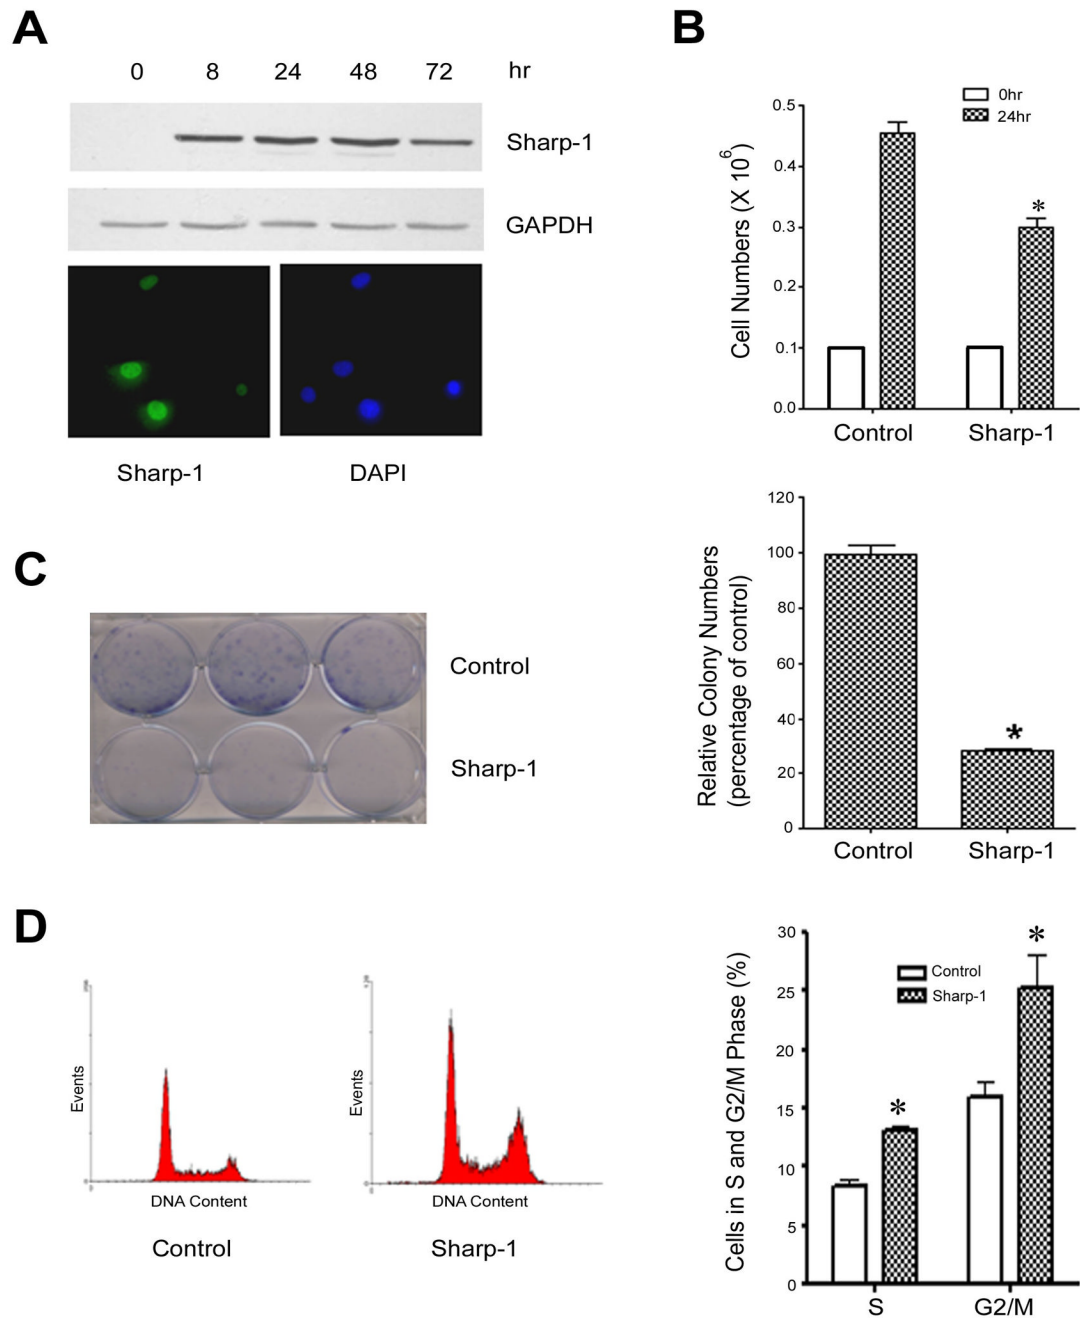 A
0 8 24 48 72 hr
Sharp-1
GAPDH
Sharp-1 DAPI
B
0hr
24hr
Cell Numbers (X 10⁶)
0.5
0.4
0.3
0.2
0.1
0.0
*
Control Sharp-1
C
Control
Sharp-1
Relative Colony Numbers
(percentage of control)
120
100
80
60
40
20
0
*
Control Sharp-1
D
Events
DNA Content
Control
Events
DNA Content
Sharp-1
Cells in S and G2/M Phase (%)
30
25
20
15
10
5
0
Control
Sharp-1
*
*
S G2/M